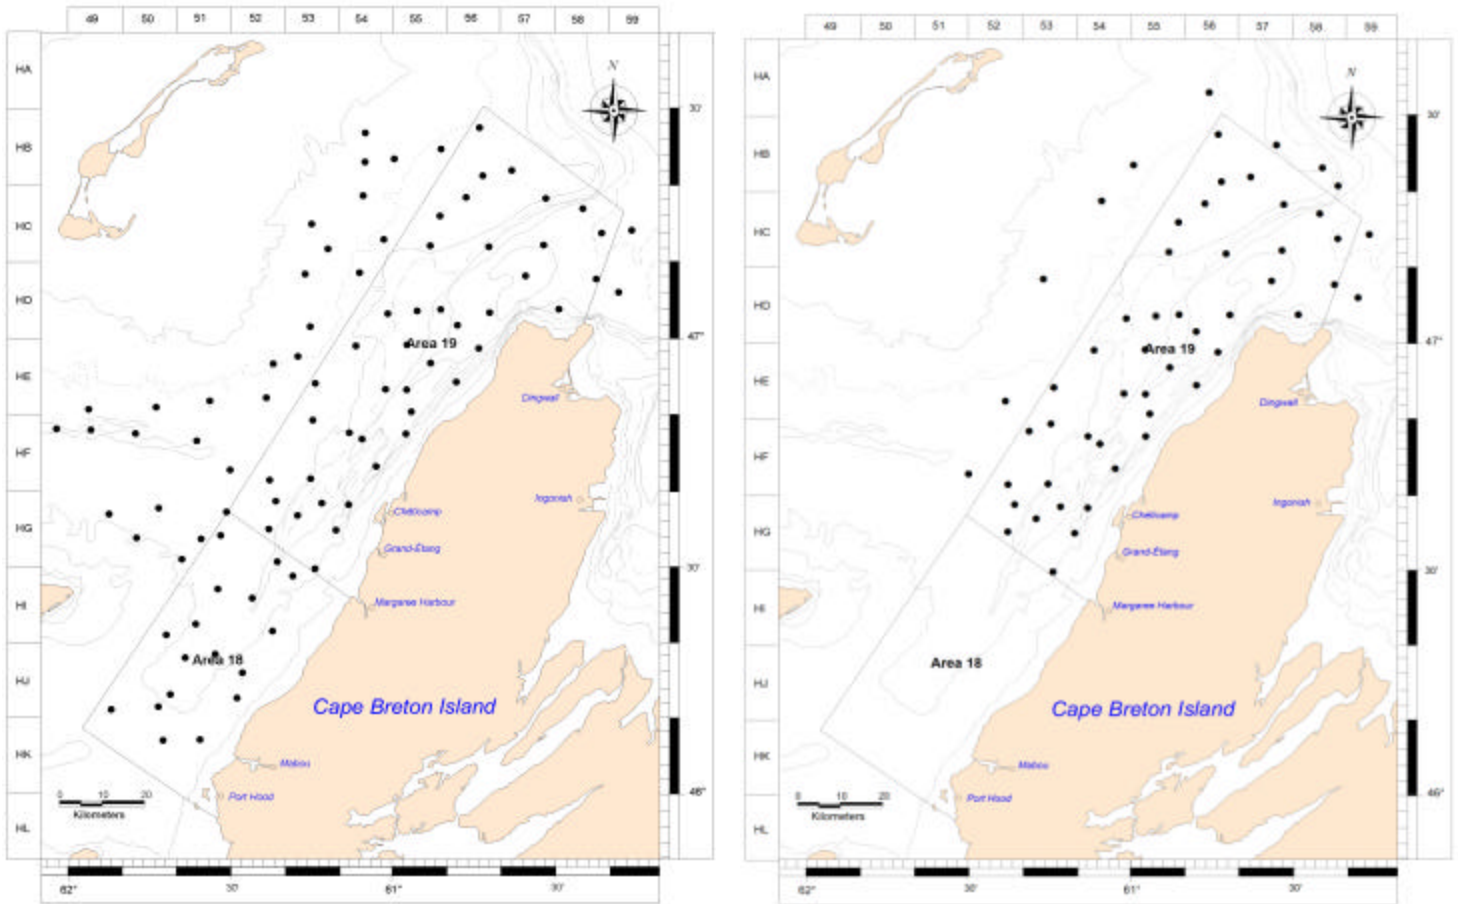 49 50 51 52 53 54 55 56 57 58 59
HA
N
30'
HB
HC
HD
47°
Area 19
HE
Dingwall
HF
Ingonish
Chéticamp
HG
Grand-Étang
30'
HI
Margaree Harbour
Area 18
HJ
Cape Breton Island
HK
Mabou
0 10 20
Port Hood
46°
Kilometers
HL
62° 30' 61° 30'
49 50 51 52 53 54 55 56 57 58 59
HA
N
30'
HB
HC
HD
47°
Area 19
HE
Dingwall
HF
Ingonish
Chéticamp
HG
Grand-Étang
30'
HI
Margaree Harbour
Area 18
HJ
Cape Breton Island
HK
Mabou
0 10 20
Port Hood
46°
Kilometers
HL
62° 30' 61° 30'